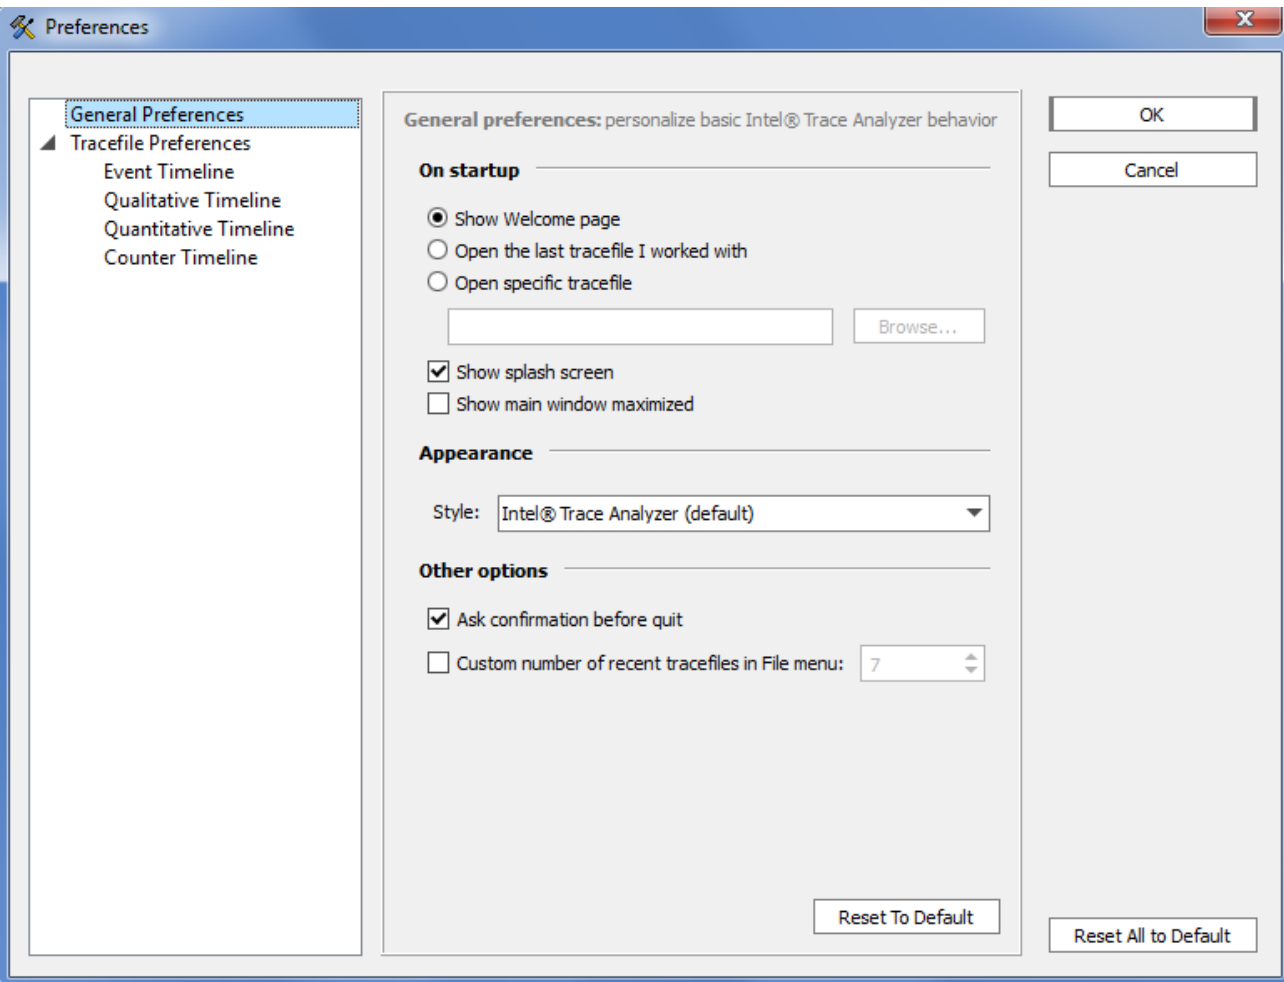 Preferences
X
General Preferences
Tracefile Preferences
Event Timeline
Qualitative Timeline
Quantitative Timeline
Counter Timeline
General preferences: personalize basic Intel® Trace Analyzer behavior
On startup
Show Welcome page
Open the last tracefile I worked with
Open specific tracefile
Browse...
Show splash screen
Show main window maximized
Appearance
Style: Intel® Trace Analyzer (default)
Other options
Ask confirmation before quit
Custom number of recent tracefiles in File menu: 7
Reset To Default
OK
Cancel
Reset All to Default